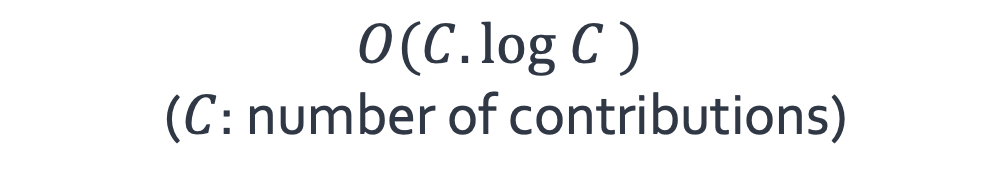 O(C.log C )
(C: number of contributions)